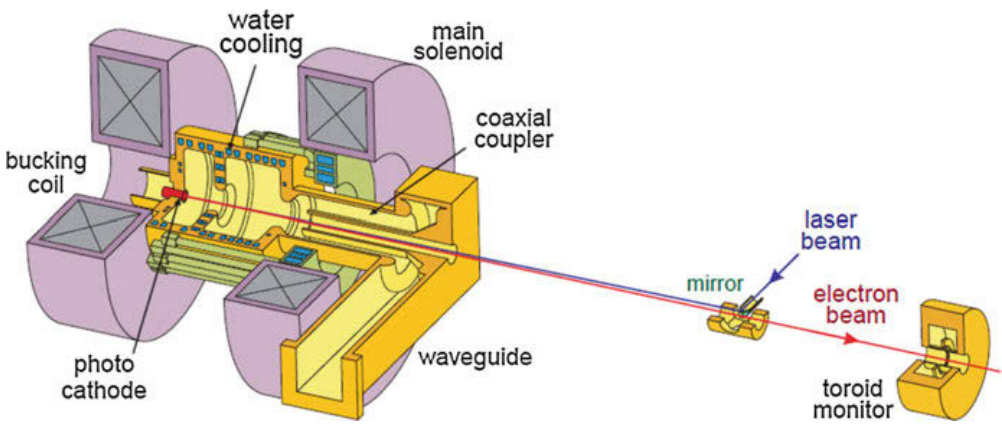 water
cooling
main
solenoid
coaxial
coupler
bucking
coil
laser
beam
mirror
electron
beam
photo
cathode
waveguide
toroid
monitor